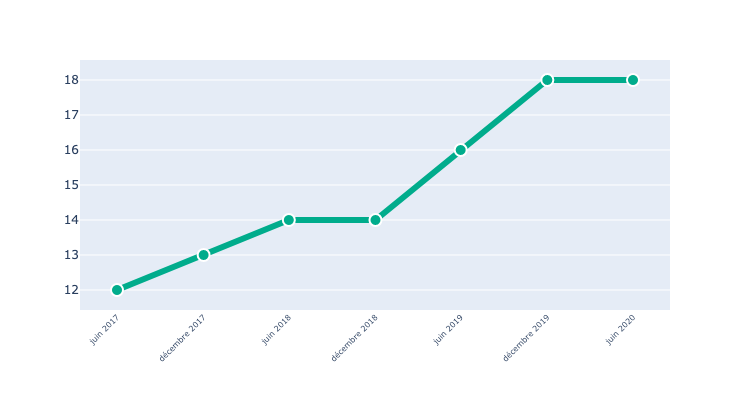 18
17
16
15
14
13
12
juin 2017
décembre 2017
juin 2018
décembre 2018
juin 2019
décembre 2019
juin 2020